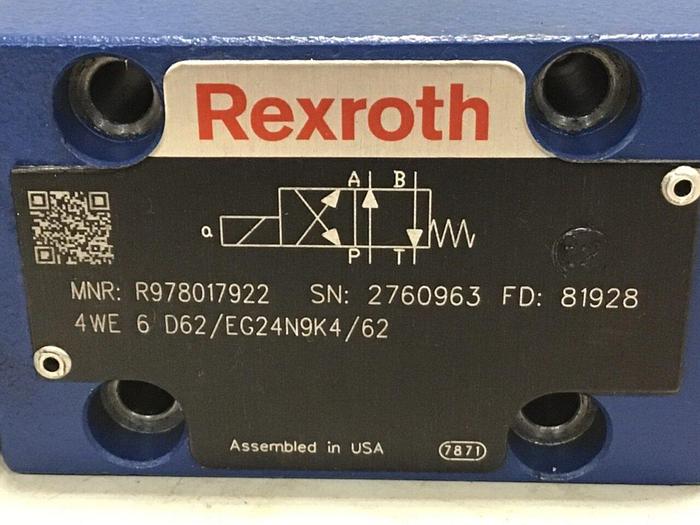 Rexroth
A B
a
P T
MNR: R978017922 SN: 2760963 FD: 81928
4WE 6 D62/EG24N9K4/62
Assembled in USA 7871